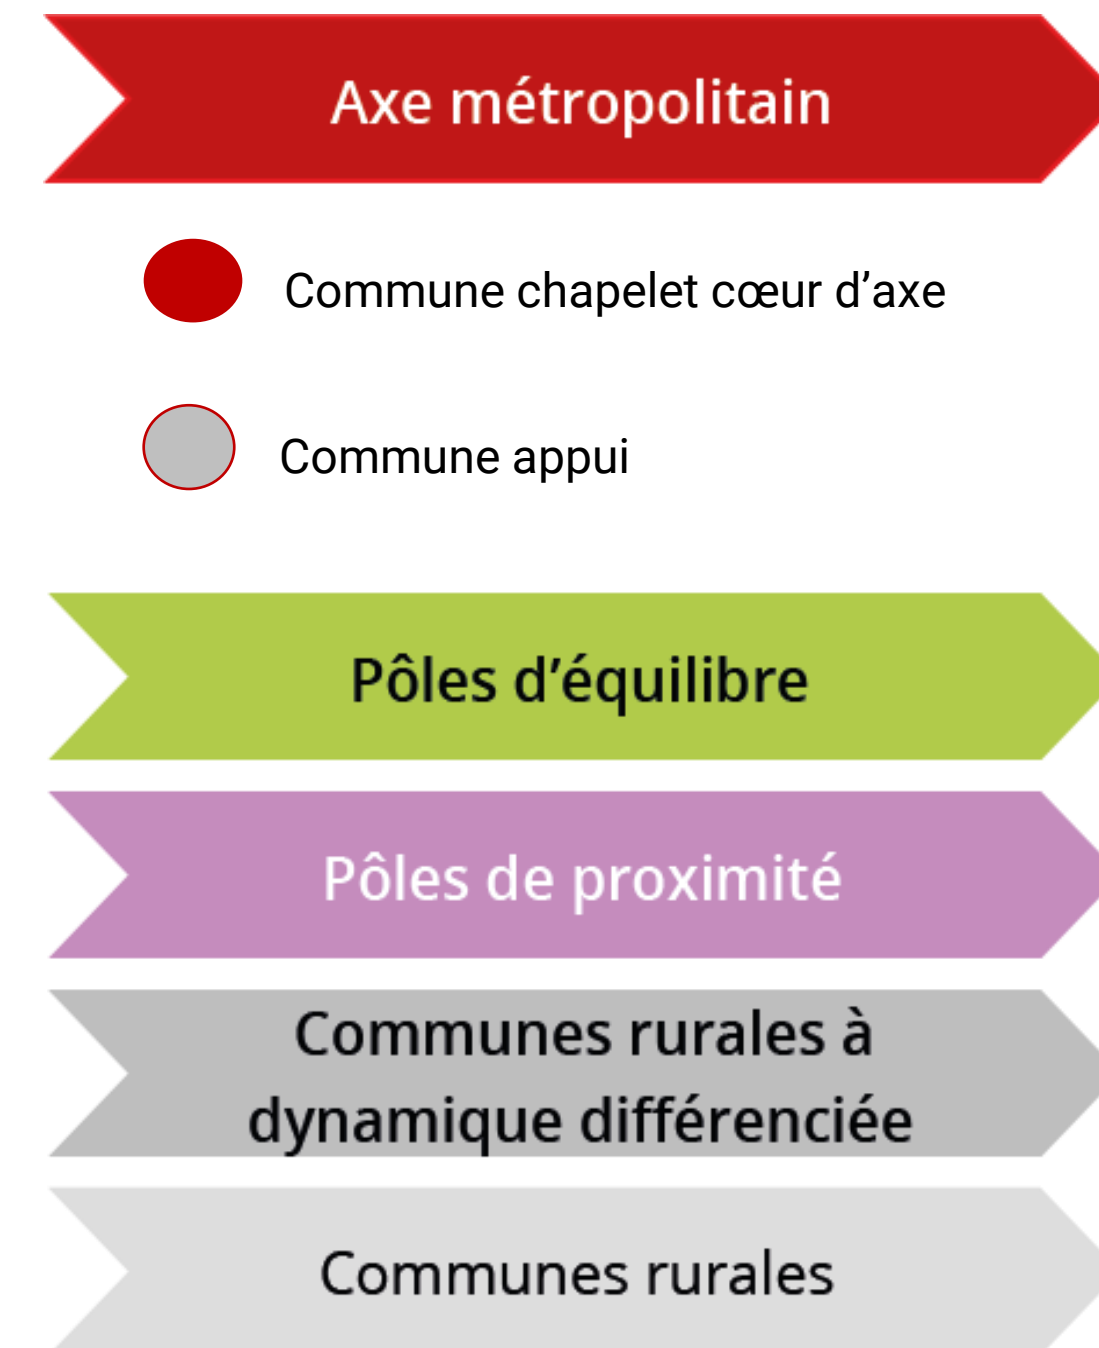 Axe métropolitain
Commune chapelet cœur d’axe
Commune appui
Pôles d’équilibre
Pôles de proximité
Communes rurales à
dynamique différenciée
Communes rurales